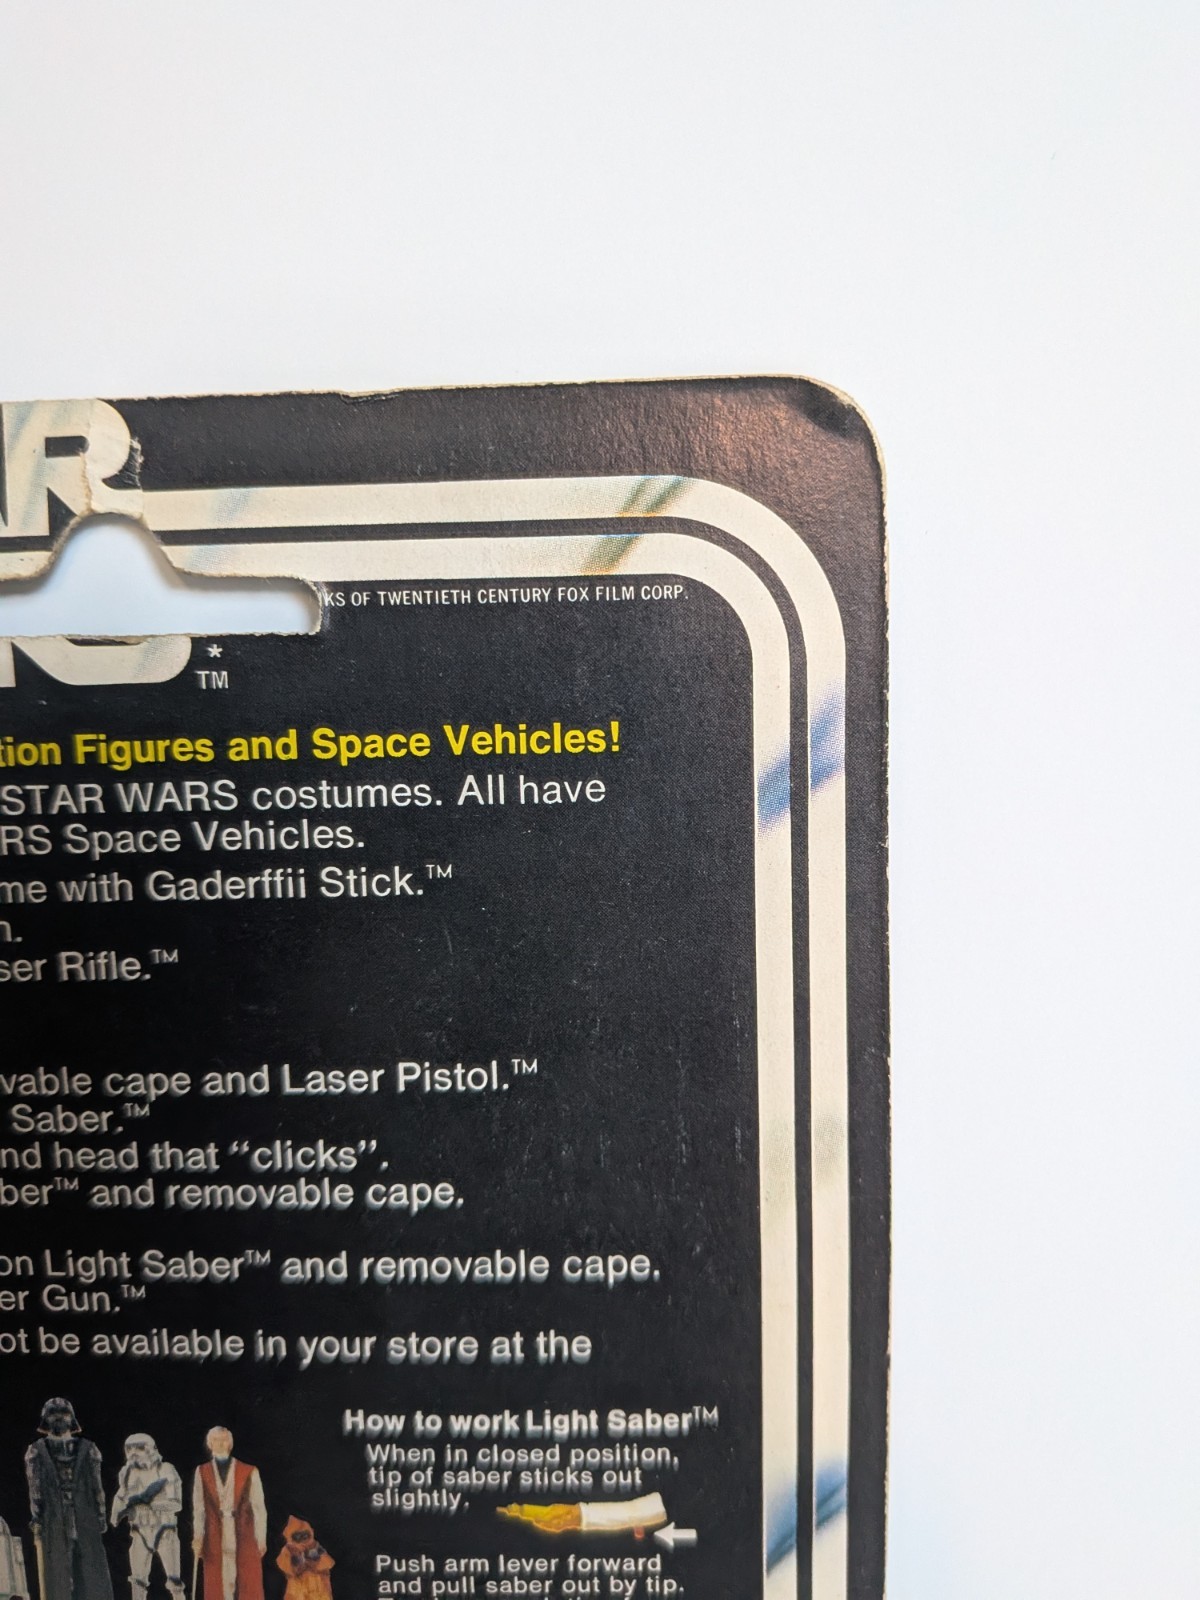 AR
KS OF TWENTIETH CENTURY FOX FILM CORP.
*
TM
tion Figures and Space Vehicles!
STAR WARS costumes. All have
RS Space Vehicles.
me with Gaderffii Stick.™
n.
ser Rifle.™
vable cape and Laser Pistol.™
Saber.™
nd head that “clicks”.
ber™ and removable cape.
on Light Saber™ and removable cape.
er Gun.™
ot be available in your store at the
How to work Light Saber™
When in closed position,
tip of saber sticks out
slightly.
Push arm lever forward
and pull saber out by tip.